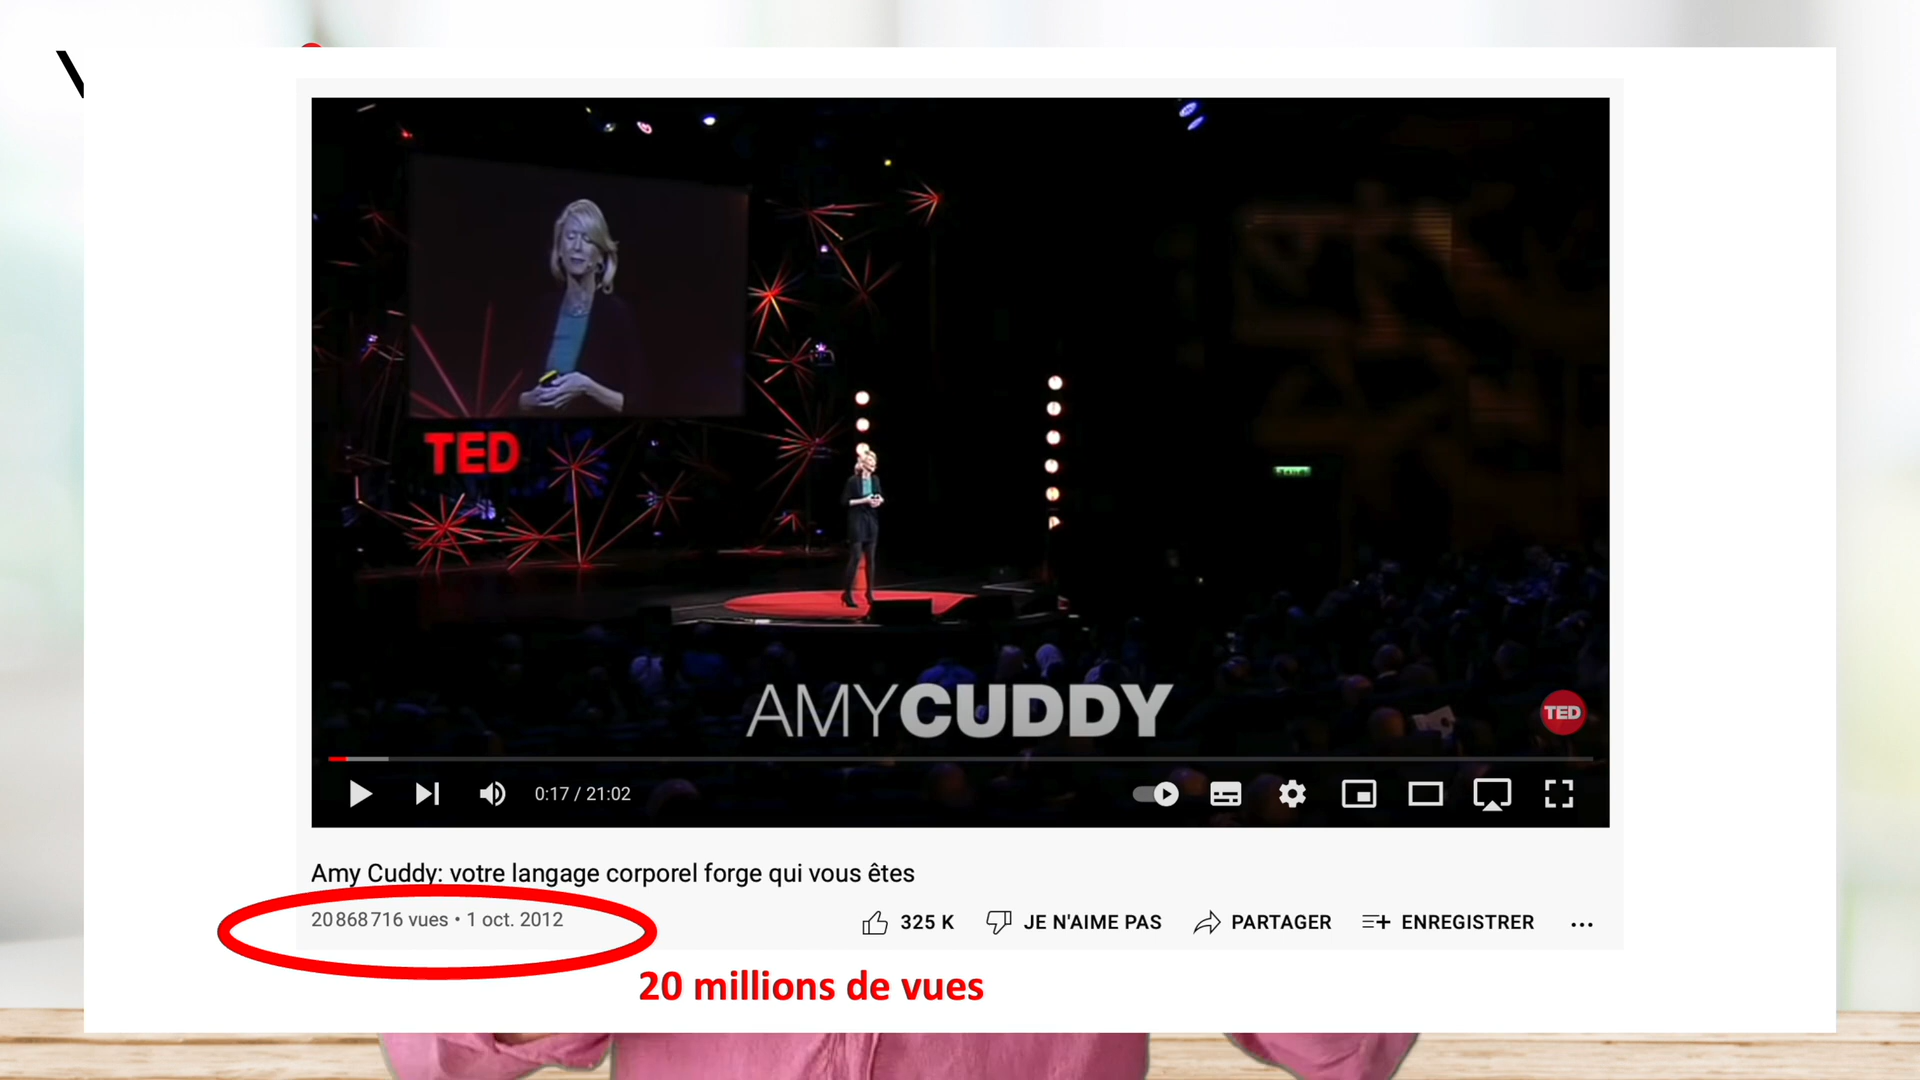 TED
AMYCUDDY
TED
0:17 / 21:02
Amy Cuddy: votre langage corporel forge qui vous êtes
20 868 716 vues • 1 oct. 2012
325 K
JE N'AIME PAS
PARTAGER
ENREGISTRER
20 millions de vues